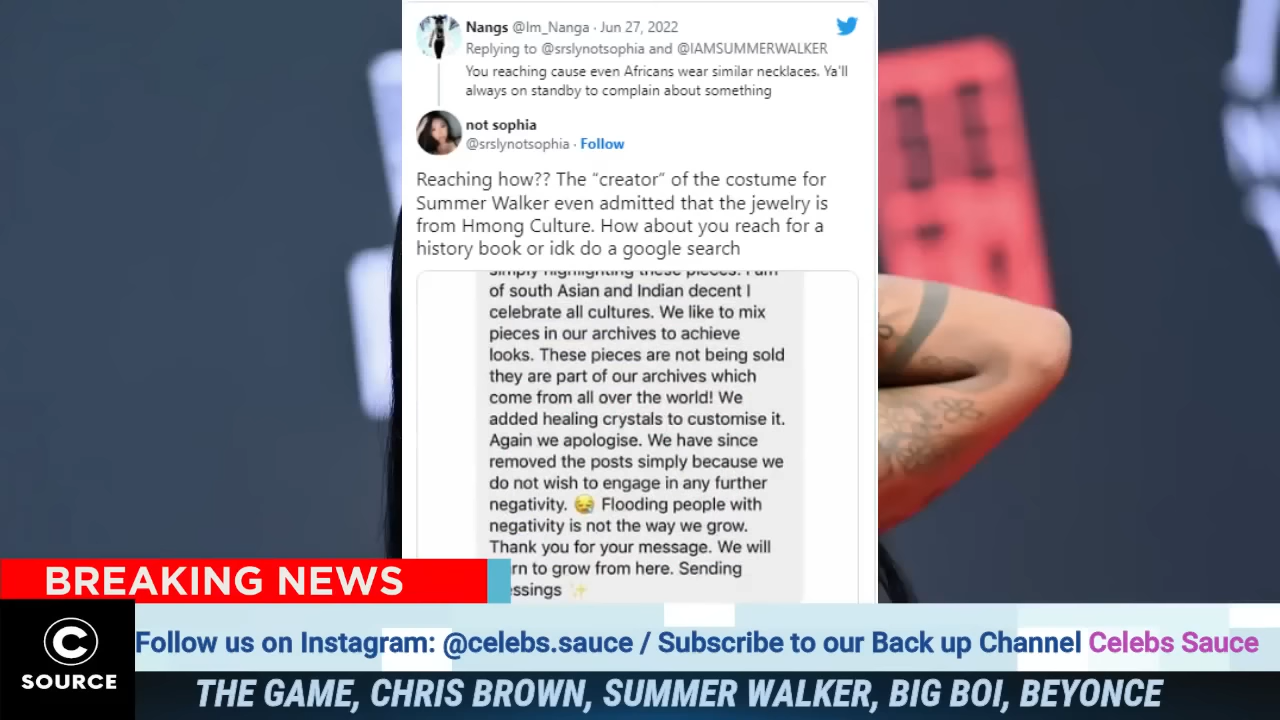 Nangs @Im_Nanga · Jun 27, 2022
Replying to @srslynotsophia and @IAMSUMMERWALKER
You reaching cause even Africans wear similar necklaces. Ya'll
always on standby to complain about something
not sophia
@srslynotsophia · Follow
Reaching how?? The “creator” of the costume for
Summer Walker even admitted that the jewelry is
from Hmong Culture. How about you reach for a
history book or idk do a google search
simply highlighting these pieces! I am
of south Asian and Indian decent I
celebrate all cultures. We like to mix
pieces in our archives to achieve
looks. These pieces are not being sold
they are part of our archives which
come from all over the world! We
added healing crystals to customise it.
Again we apologise. We have since
removed the posts simply because we
do not wish to engage in any further
negativity. 😪 Flooding people with
negativity is not the way we grow.
Thank you for your message. We will
rn to grow from here. Sending
essings ✨
BREAKING NEWS
C
SOURCE
Follow us on Instagram: @celebs.sauce / Subscribe to our Back up Channel Celebs Sauce
THE GAME, CHRIS BROWN, SUMMER WALKER, BIG BOI, BEYONCE